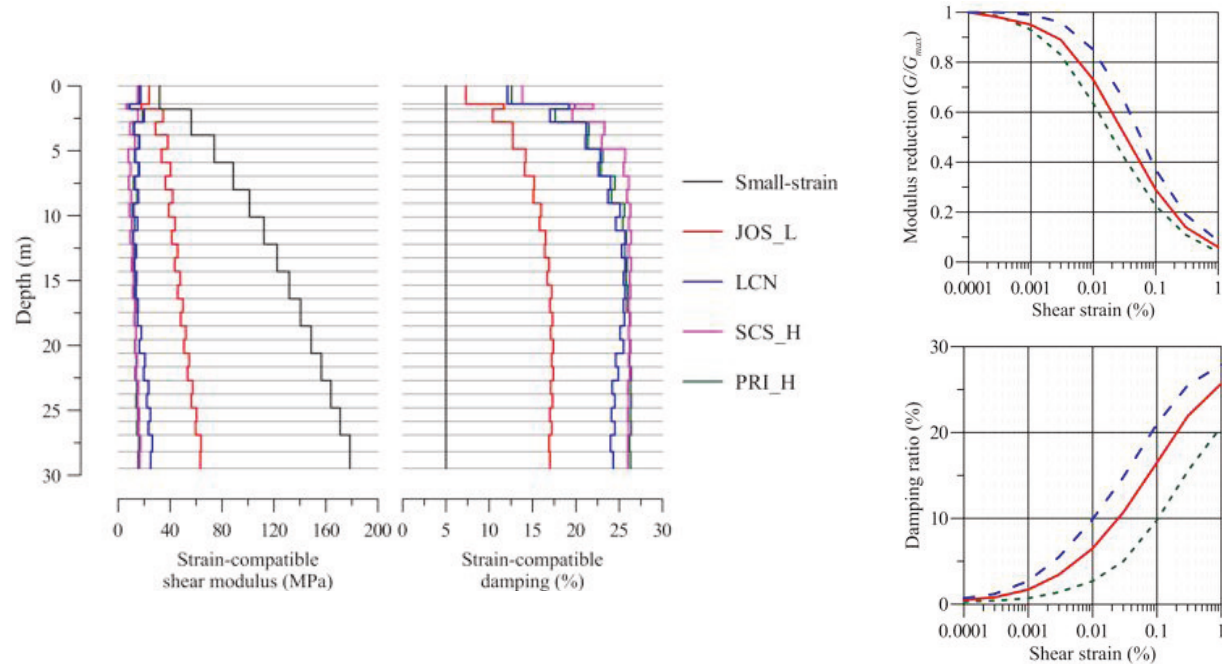 Depth (m)
0
5
10
15
20
25
30
0 40 80 120 160 200
Strain-compatible
shear modulus (MPa)
0 5 10 15 20 25 30
Strain-compatible
damping (%)
Small-strain
JOS_L
LCN
SCS_H
PRI_H
Modulus reduction (G/Gmax)
1
0.8
0.6
0.4
0.2
0
0.0001 0.001 0.01 0.1 1
Shear strain (%)
Damping ratio (%)
30
20
10
0
0.0001 0.001 0.01 0.1 1
Shear strain (%)